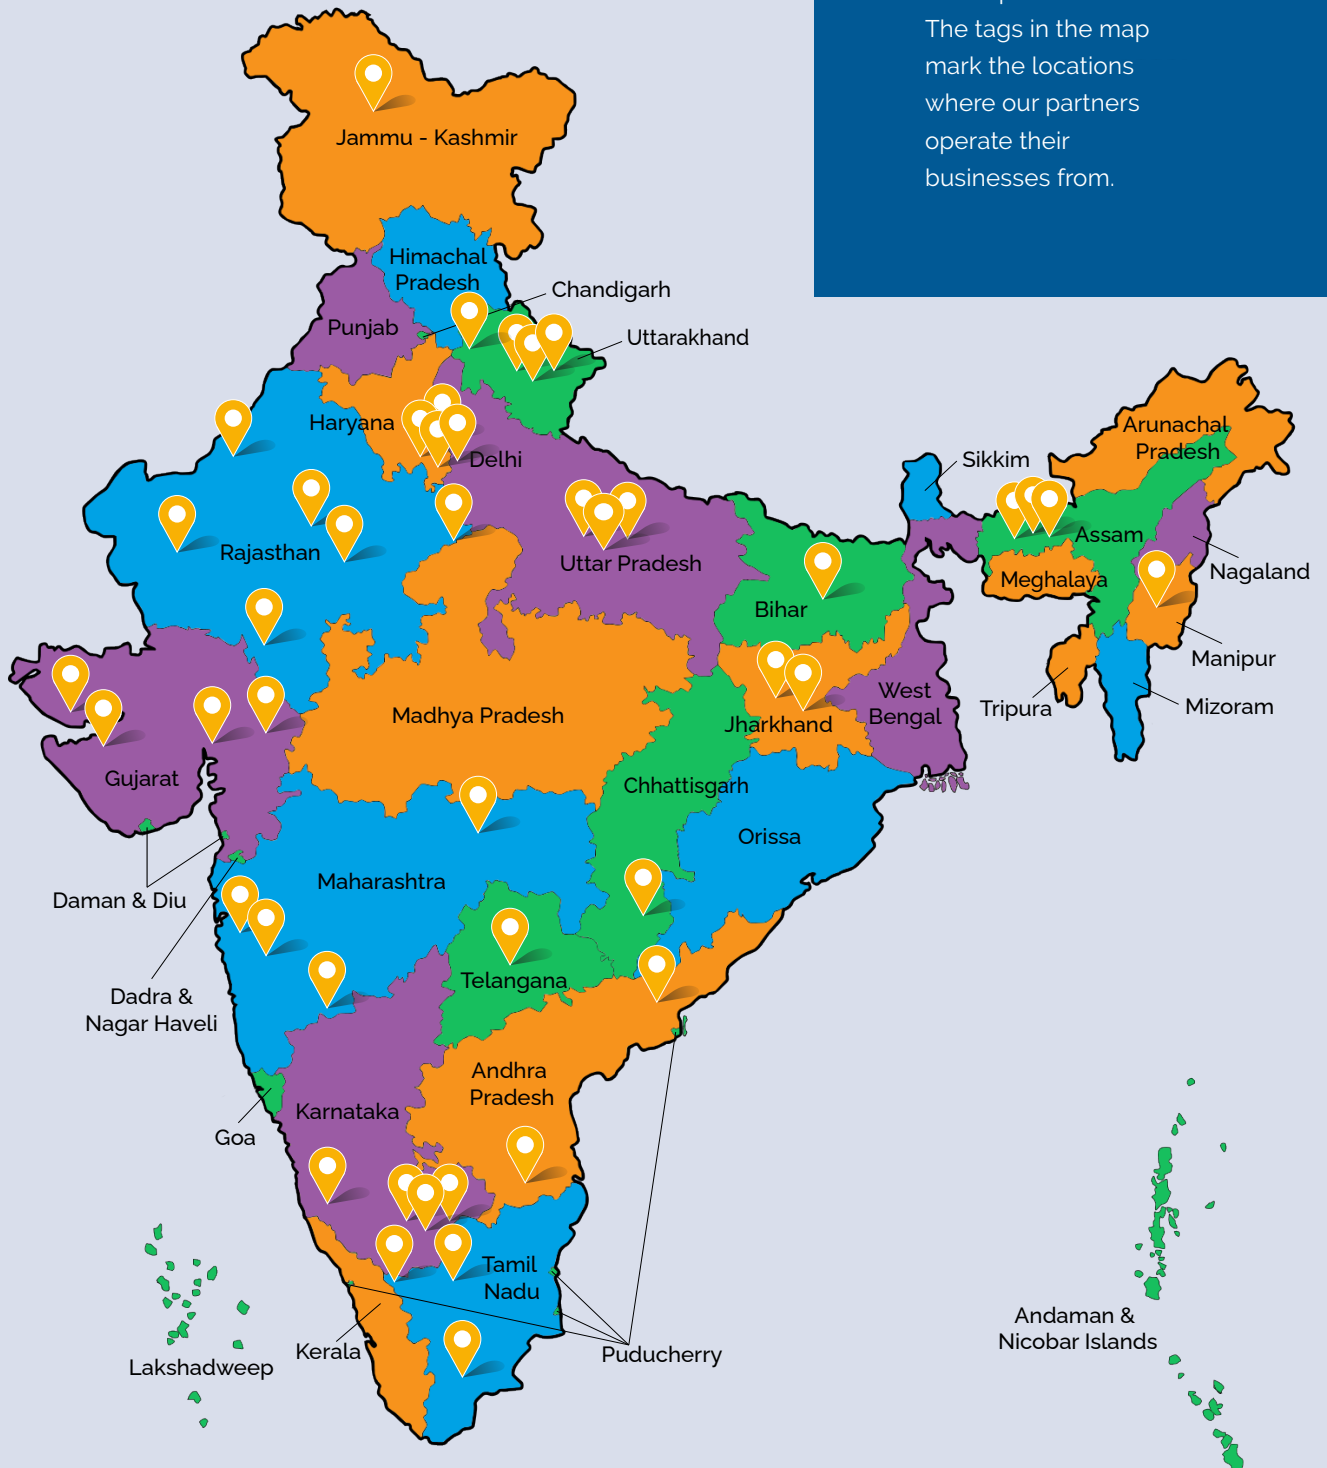 The tags in the map
mark the locations
where our partners
operate their
businesses from.
Jammu - Kashmir
Himachal
Pradesh
Chandigarh
Punjab
Uttarakhand
Haryana
Delhi
Arunachal
Pradesh
Sikkim
Rajasthan
Uttar Pradesh
Assam
Nagaland
Meghalaya
Bihar
Manipur
West
Bengal
Tripura
Mizoram
Madhya Pradesh
Jharkhand
Gujarat
Chhattisgarh
Orissa
Maharashtra
Daman & Diu
Telangana
Dadra &
Nagar Haveli
Andhra
Pradesh
Karnataka
Goa
Tamil
Nadu
Andaman &
Nicobar Islands
Kerala
Puducherry
Lakshadweep